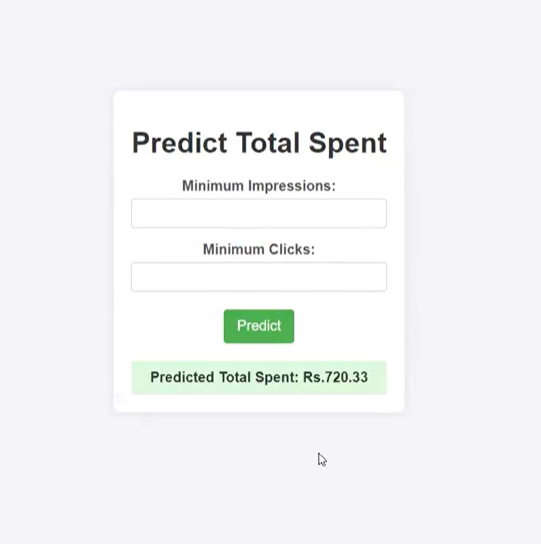 Predict Total Spent
Minimum Impressions:
Minimum Clicks:
Predict
Predicted Total Spent: Rs.720.33